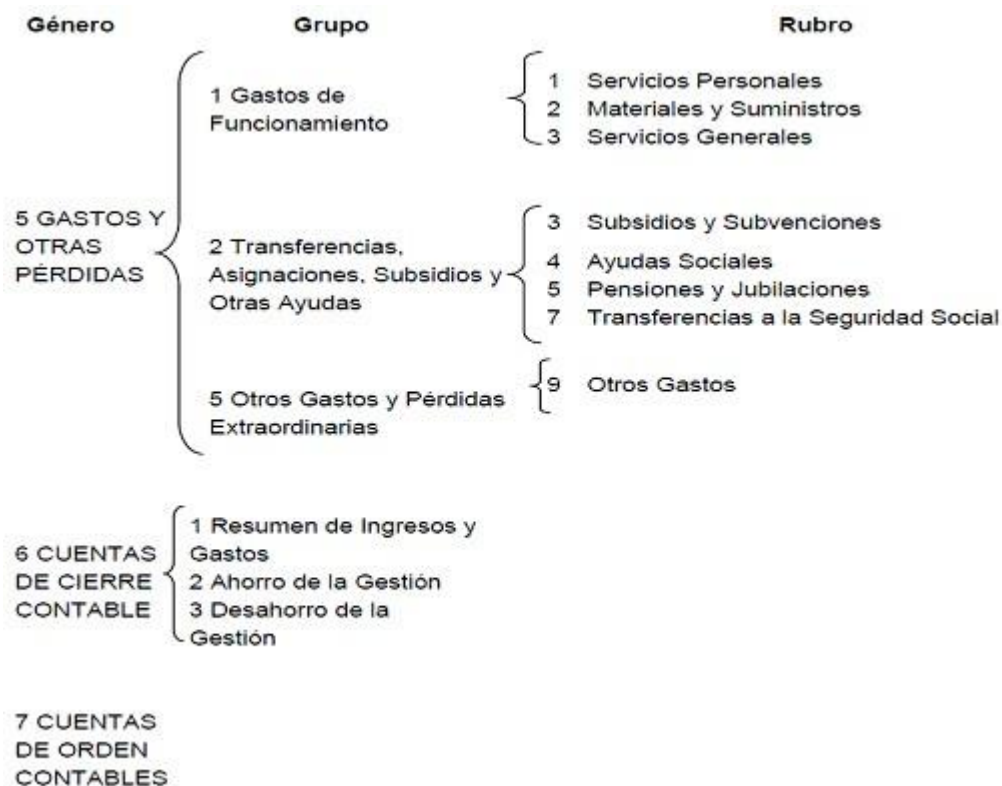 Género Grupo Rubro
1 Gastos de
Funcionamiento
1 Servicios Personales
2 Materiales y Suministros
3 Servicios Generales
5 GASTOS Y
OTRAS
PÉRDIDAS
2 Transferencias,
Asignaciones, Subsidios y
Otras Ayudas
3 Subsidios y Subvenciones
4 Ayudas Sociales
5 Pensiones y Jubilaciones
7 Transferencias a la Seguridad Social
5 Otros Gastos y Pérdidas
Extraordinarias
9 Otros Gastos
6 CUENTAS
DE CIERRE
CONTABLE
1 Resumen de Ingresos y
Gastos
2 Ahorro de la Gestión
3 Desahorro de la
Gestión
7 CUENTAS
DE ORDEN
CONTABLES